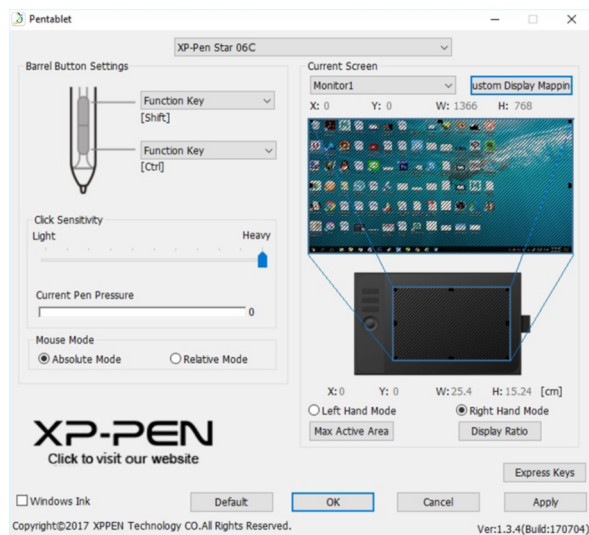 Pentablet
XP-Pen Star 06C
Barrel Button Settings
Function Key
[Shift]
Function Key
[Ctrl]
Click Sensitivity
Light Heavy
Current Pen Pressure
0
Mouse Mode
Absolute Mode Relative Mode
XP-PEN
Click to visit our website
Current Screen
Monitor1 ustom Display Mappin
X: 0 Y: 0 W: 1366 H: 768
X: 0 Y: 0 W: 25.4 H: 15.24 [cm]
Left Hand Mode Right Hand Mode
Max Active Area Display Ratio
Express Keys
Windows Ink Default OK Cancel Apply
Copyright©2017 XPPEN Technology CO.All Rights Reserved. Ver:1.3.4(Build:170704)